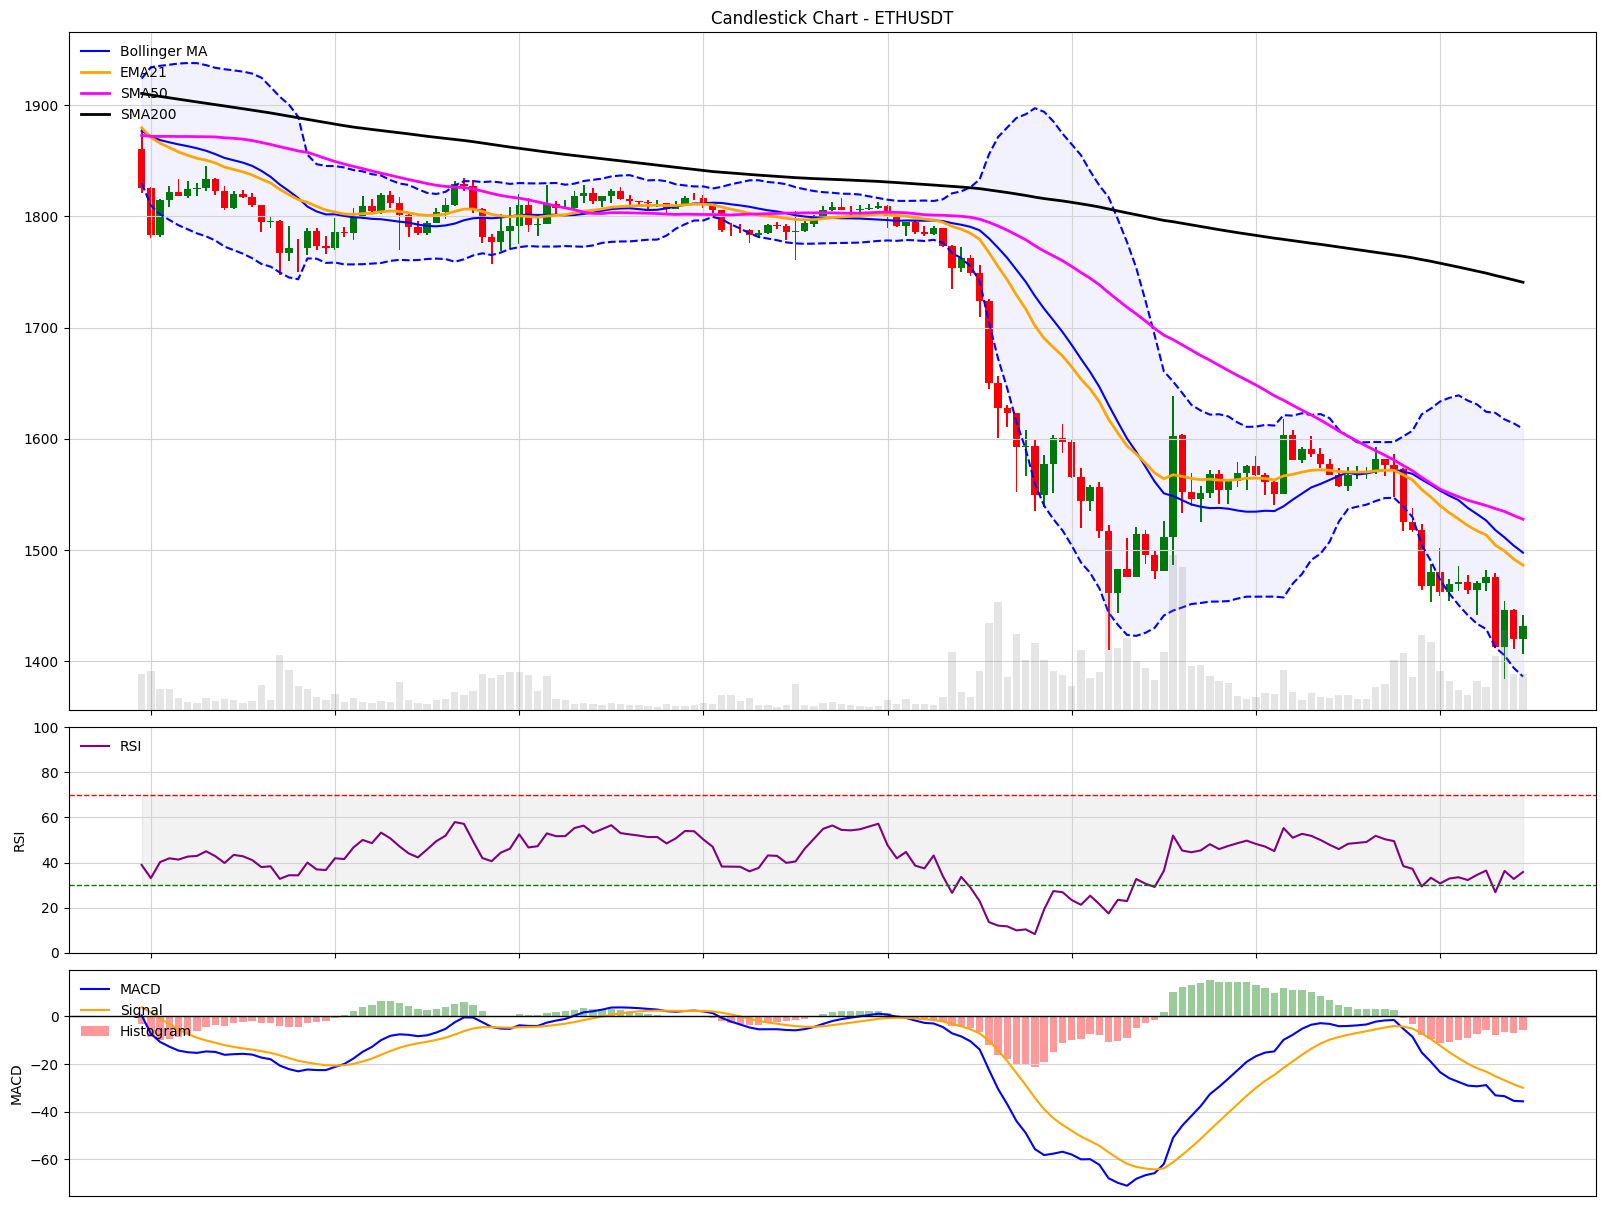 Candlestick Chart - ETHUSDT
Bollinger MA
EMA21
SMA50
SMA200
1900
1800
1700
1600
1500
1400
RSI
100
80
60
40
20
0
RSI
MACD
Signal
Histogram
0
−20
−40
−60
MACD